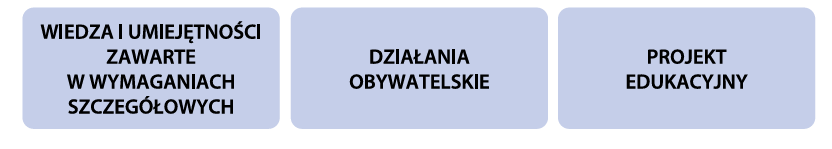 WIEDZA I UMIEJĘTNOŚCI
ZAWARTE
W WYMAGANIACH
SZCZEGÓŁOWYCH
DZIAŁANIA
OBYWATELSKIE
PROJEKT
EDUKACYJNY